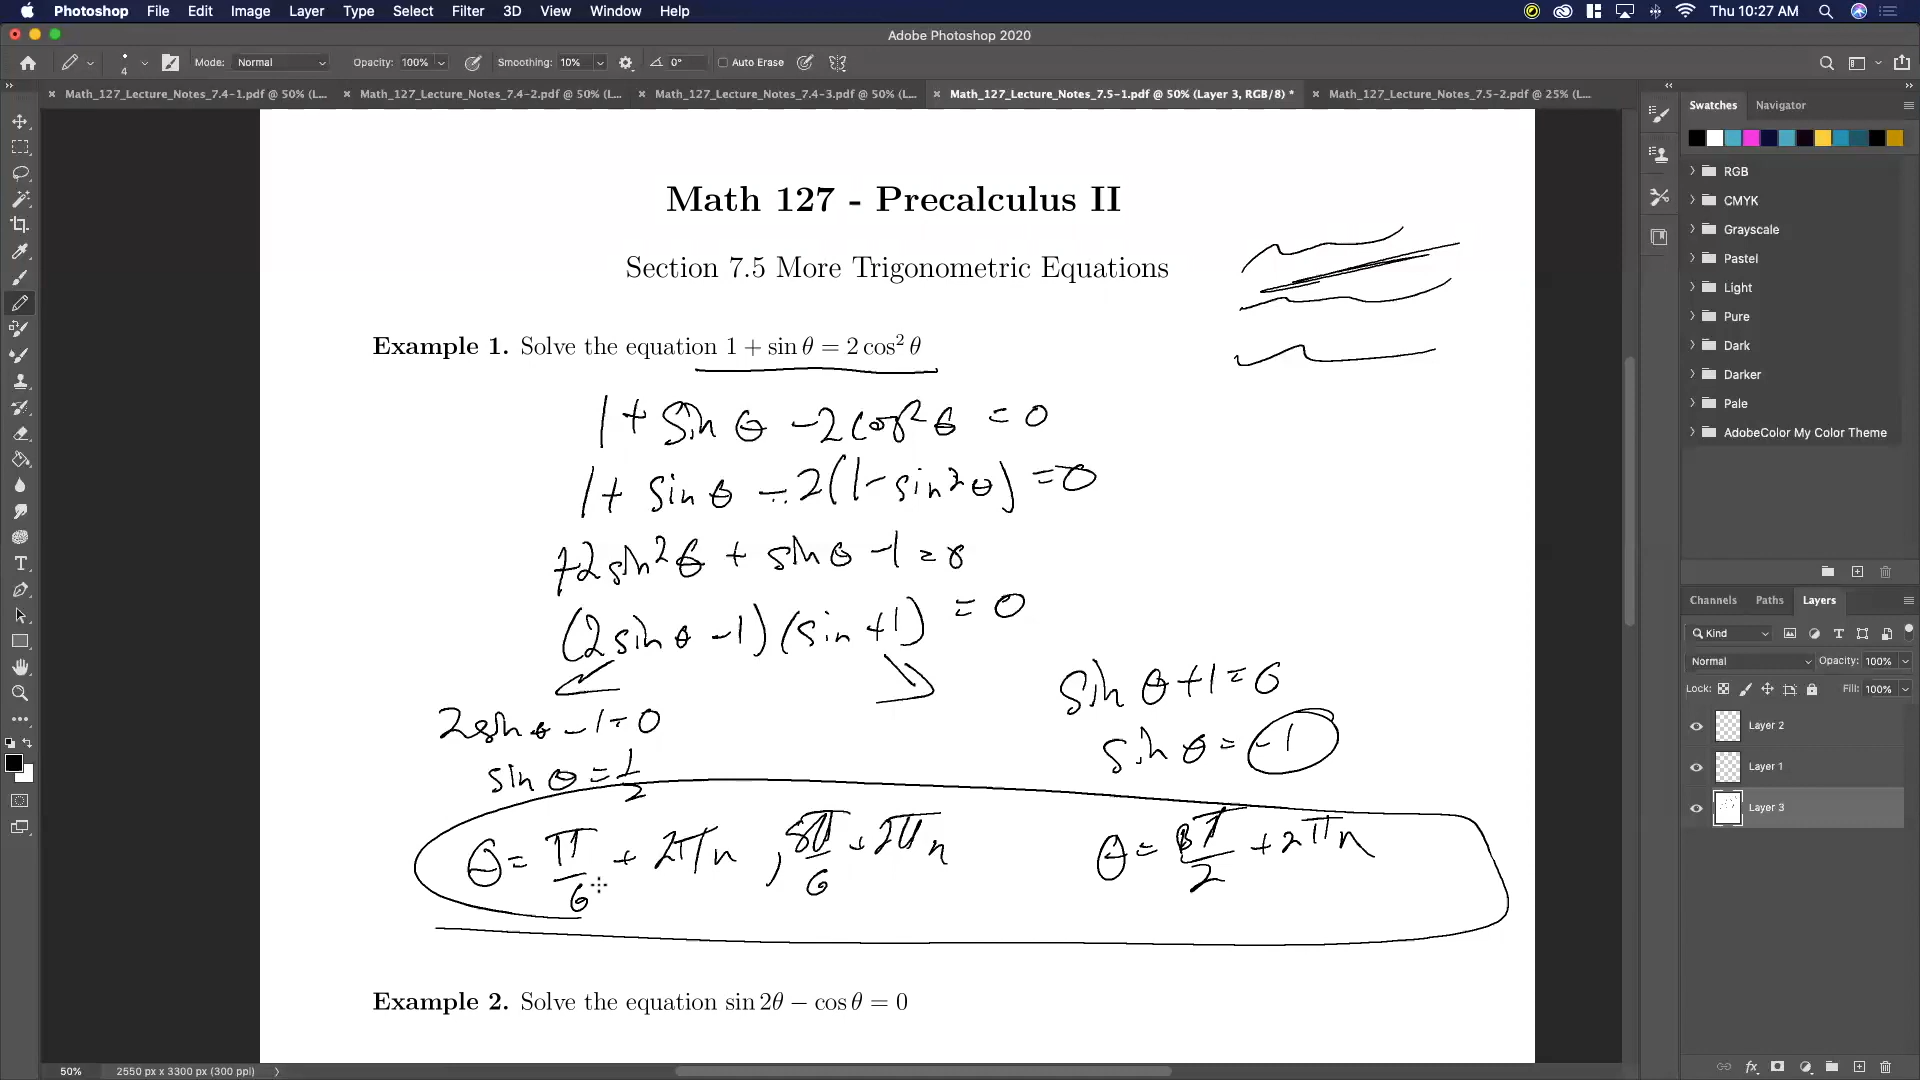 Photoshop File Edit Image Layer Type Select Filter 3D View Window Help Thu 10:27 AM
Adobe Photoshop 2020
4 Mode: Normal Opacity: 100% Smoothing: 10% 0° Auto Erase
Math_127_Lecture_Notes_7.4-1.pdf @ 50% (L... Math_127_Lecture_Notes_7.4-2.pdf @ 50% (L... Math_127_Lecture_Notes_7.4-3.pdf @ 50% (L... Math_127_Lecture_Notes_7.5-1.pdf @ 50% (Layer 3, RGB/8) * Math_127_Lecture_Notes_7.5-2.pdf @ 25% (L...
Math 127 - Precalculus II
Section 7.5 More Trigonometric Equations
Example 1. Solve the equation 1 + sin θ = 2 cos² θ
1 + sin θ - 2 cos² θ = 0
1 + sin θ - 2(1 - sin² θ) = 0
+2 sin² θ + sin θ - 1 = 0
(2 sin θ - 1)(sin + 1) = 0
2 sin θ - 1 = 0
sin θ = 1/2
sin θ + 1 = 0
sin θ = -1
θ = π/6 + 2πn, 5π/6 + 2πn
θ = 3π/2 + 2πn
Example 2. Solve the equation sin 2θ − cos θ = 0
50% 2550 px x 3300 px (300 ppi)
Swatches Navigator
RGB
CMYK
Grayscale
Pastel
Light
Pure
Dark
Darker
Pale
AdobeColor My Color Theme
Channels Paths Layers
Kind
Normal Opacity: 100%
Lock: Fill: 100%
Layer 2
Layer 1
Layer 3
fx